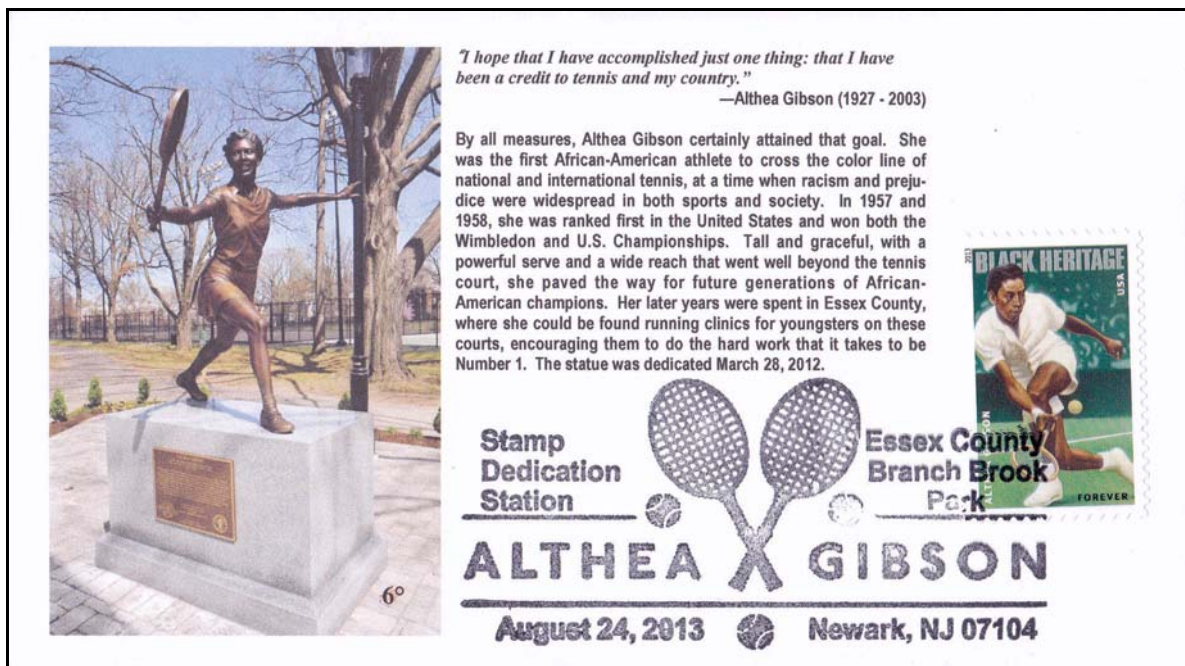 "I hope that I have accomplished just one thing: that I have
been a credit to tennis and my country."
—Althea Gibson (1927 - 2003)
By all measures, Althea Gibson certainly attained that goal. She
was the first African-American athlete to cross the color line of
national and international tennis, at a time when racism and preju-
dice were widespread in both sports and society. In 1957 and
1958, she was ranked first in the United States and won both the
Wimbledon and U.S. Championships. Tall and graceful, with a
powerful serve and a wide reach that went well beyond the tennis
court, she paved the way for future generations of African-
American champions. Her later years were spent in Essex County,
where she could be found running clinics for youngsters on these
courts, encouraging them to do the hard work that it takes to be
Number 1. The statue was dedicated March 28, 2012.
2013
BLACK HERITAGE
USA
FOREVER
Stamp
Dedication
Station
Essex County
Branch Brook
Park
ALTHEA GIBSON
August 24, 2013
Newark, NJ 07104
6°